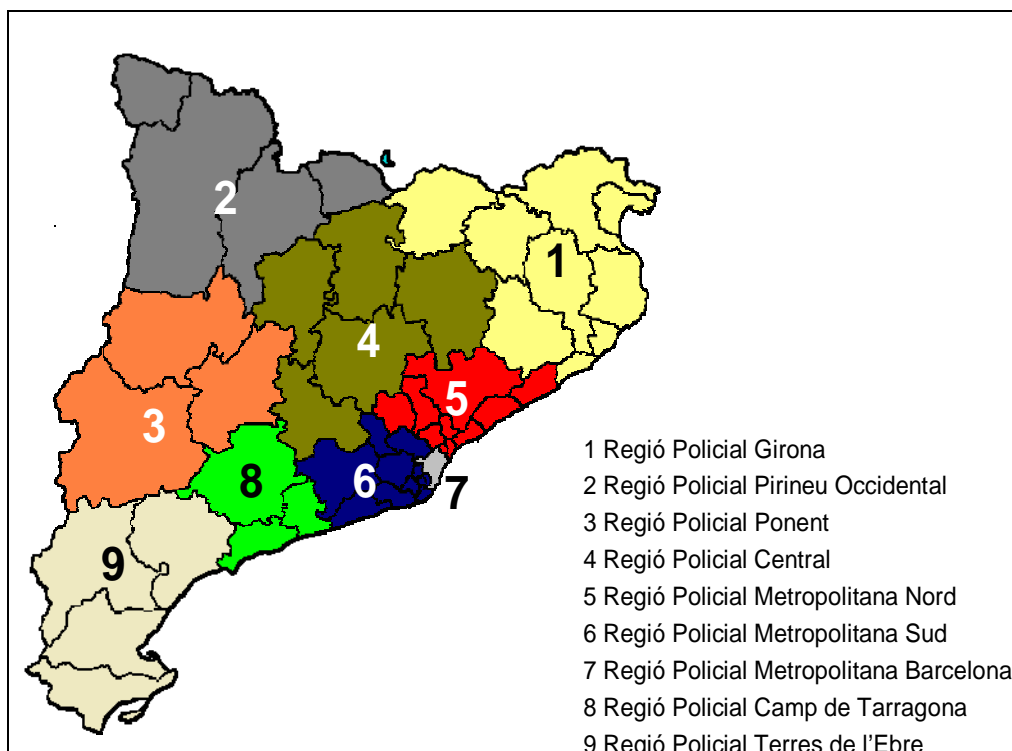 2
1
4
5
3
8
6
7
9
1 Regió Policial Girona
2 Regió Policial Pirineu Occidental
3 Regió Policial Ponent
4 Regió Policial Central
5 Regió Policial Metropolitana Nord
6 Regió Policial Metropolitana Sud
7 Regió Policial Metropolitana Barcelona
8 Regió Policial Camp de Tarragona
9 Regió Policial Terres de l'Ebre